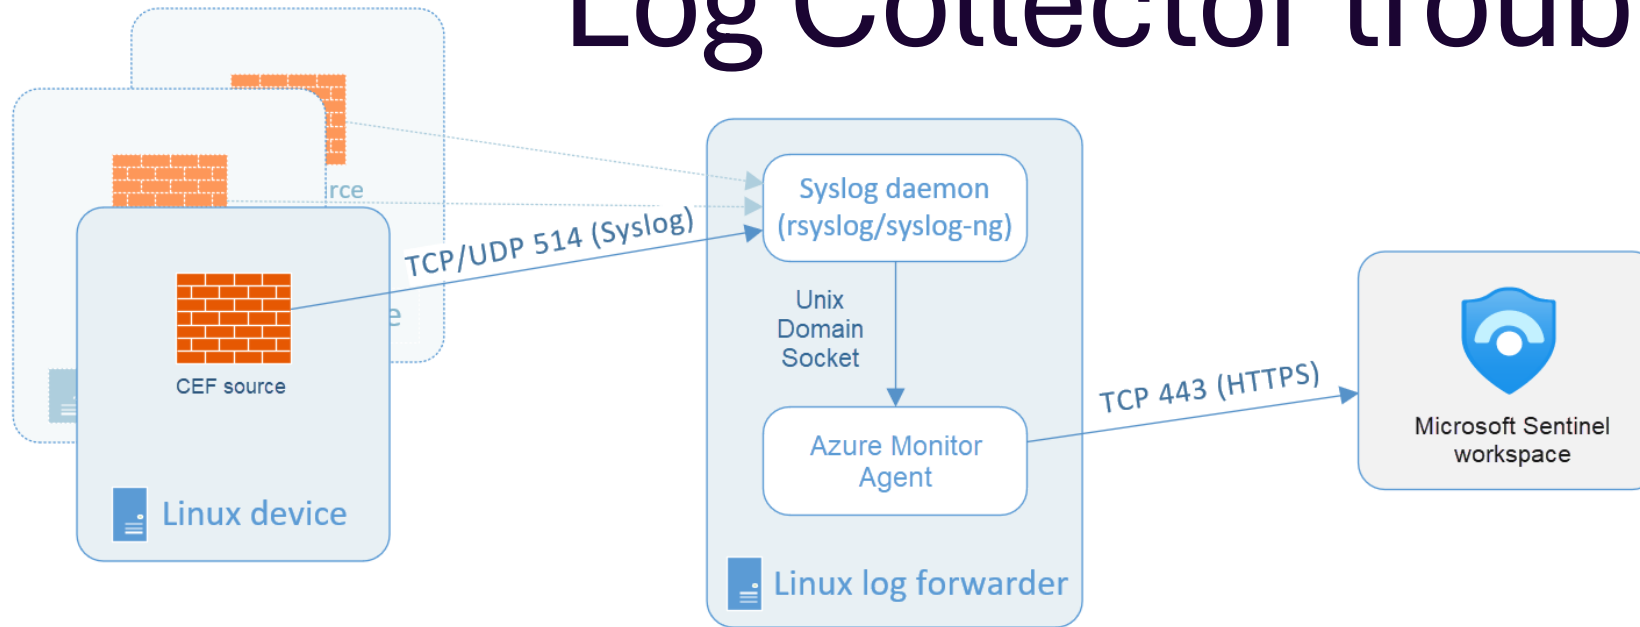 Log Collector troub
rce
e
TCP/UDP 514 (Syslog)
CEF source
Linux device
Syslog daemon
(rsyslog/syslog-ng)
Unix
Domain
Socket
Azure Monitor
Agent
Linux log forwarder
TCP 443 (HTTPS)
Microsoft Sentinel
workspace